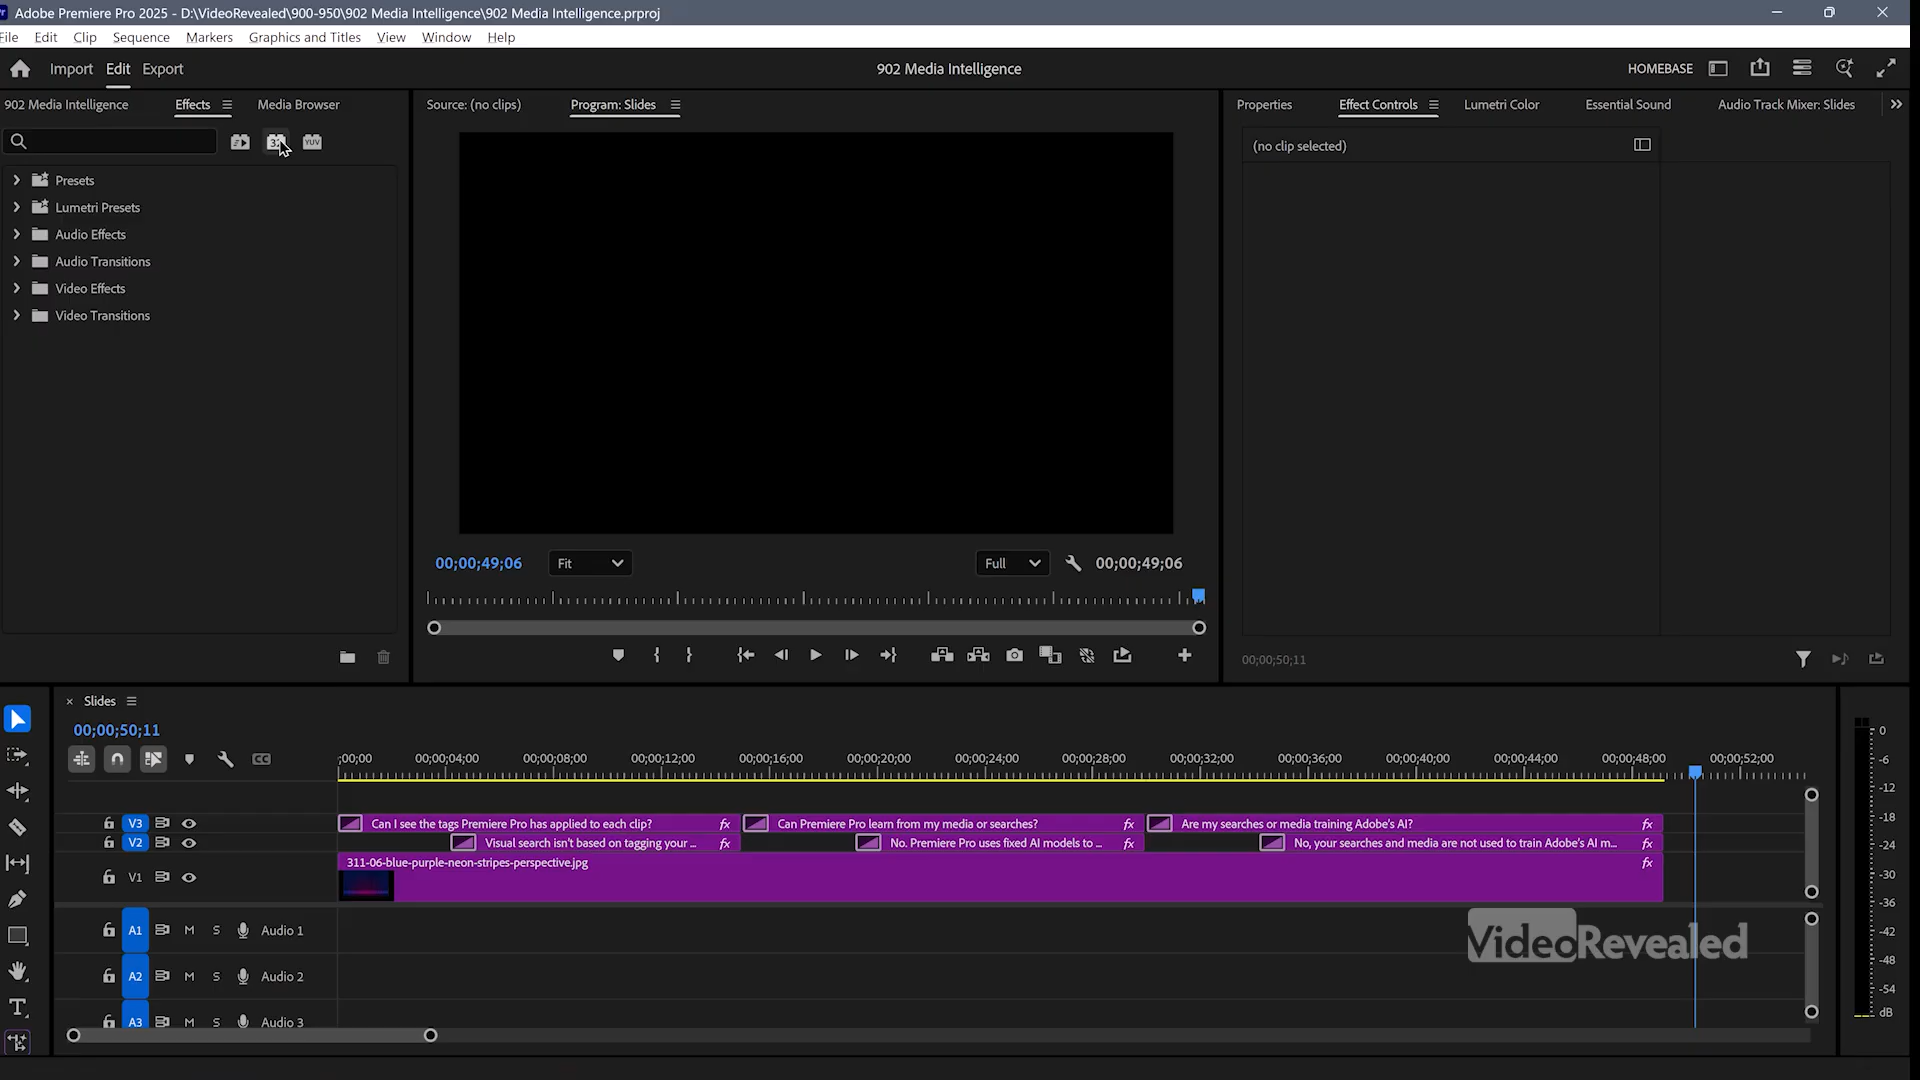 Adobe Premiere Pro 2025 - D:\VideoRevealed\900-950\902 Media Intelligence\902 Media Intelligence.prproj
File Edit Clip Sequence Markers Graphics and Titles View Window Help
Import Edit Export
902 Media Intelligence
HOMEBASE
902 Media Intelligence Effects Media Browser
Source: (no clips) Program: Slides
Properties Effect Controls Lumetri Color Essential Sound Audio Track Mixer: Slides
YUV
(no clip selected)
Presets
Lumetri Presets
Audio Effects
Audio Transitions
Video Effects
Video Transitions
00;00;49;06 Fit Full 00;00;49;06
00;00;50;11
Slides
00;00;50;11
CC
;00;00 00;00;04;00 00;00;08;00 00;00;12;00 00;00;16;00 00;00;20;00 00;00;24;00 00;00;28;00 00;00;32;00 00;00;36;00 00;00;40;00 00;00;44;00 00;00;48;00 00;00;52;00
V3 Can I see the tags Premiere Pro has applied to each clip? fx Can Premiere Pro learn from my media or searches? fx Are my searches or media training Adobe's AI? fx
V2 Visual search isn't based on tagging your ... fx No. Premiere Pro uses fixed AI models to ... fx No, your searches and media are not used to train Adobe's AI m... fx
311-06-blue-purple-neon-stripes-perspective.jpg fx
V1
A1 M S Audio 1
A2 M S Audio 2
A3 M S Audio 3
0
-6
-12
-18
-24
-30
-36
-42
-48
-54
dB
VideoRevealed